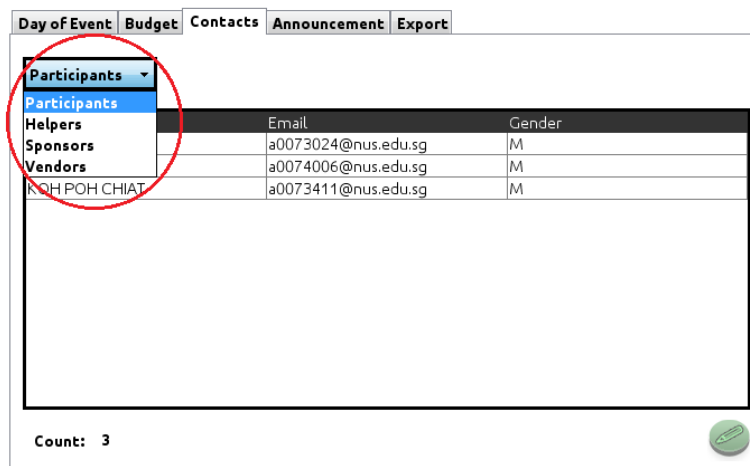 Day of Event Budget Contacts Announcement Export
Participants
Participants
Helpers Email Gender
Sponsors a0073024@nus.edu.sg M
Vendors a0074006@nus.edu.sg M
KOH POH CHIAT a0073411@nus.edu.sg M
Count: 3